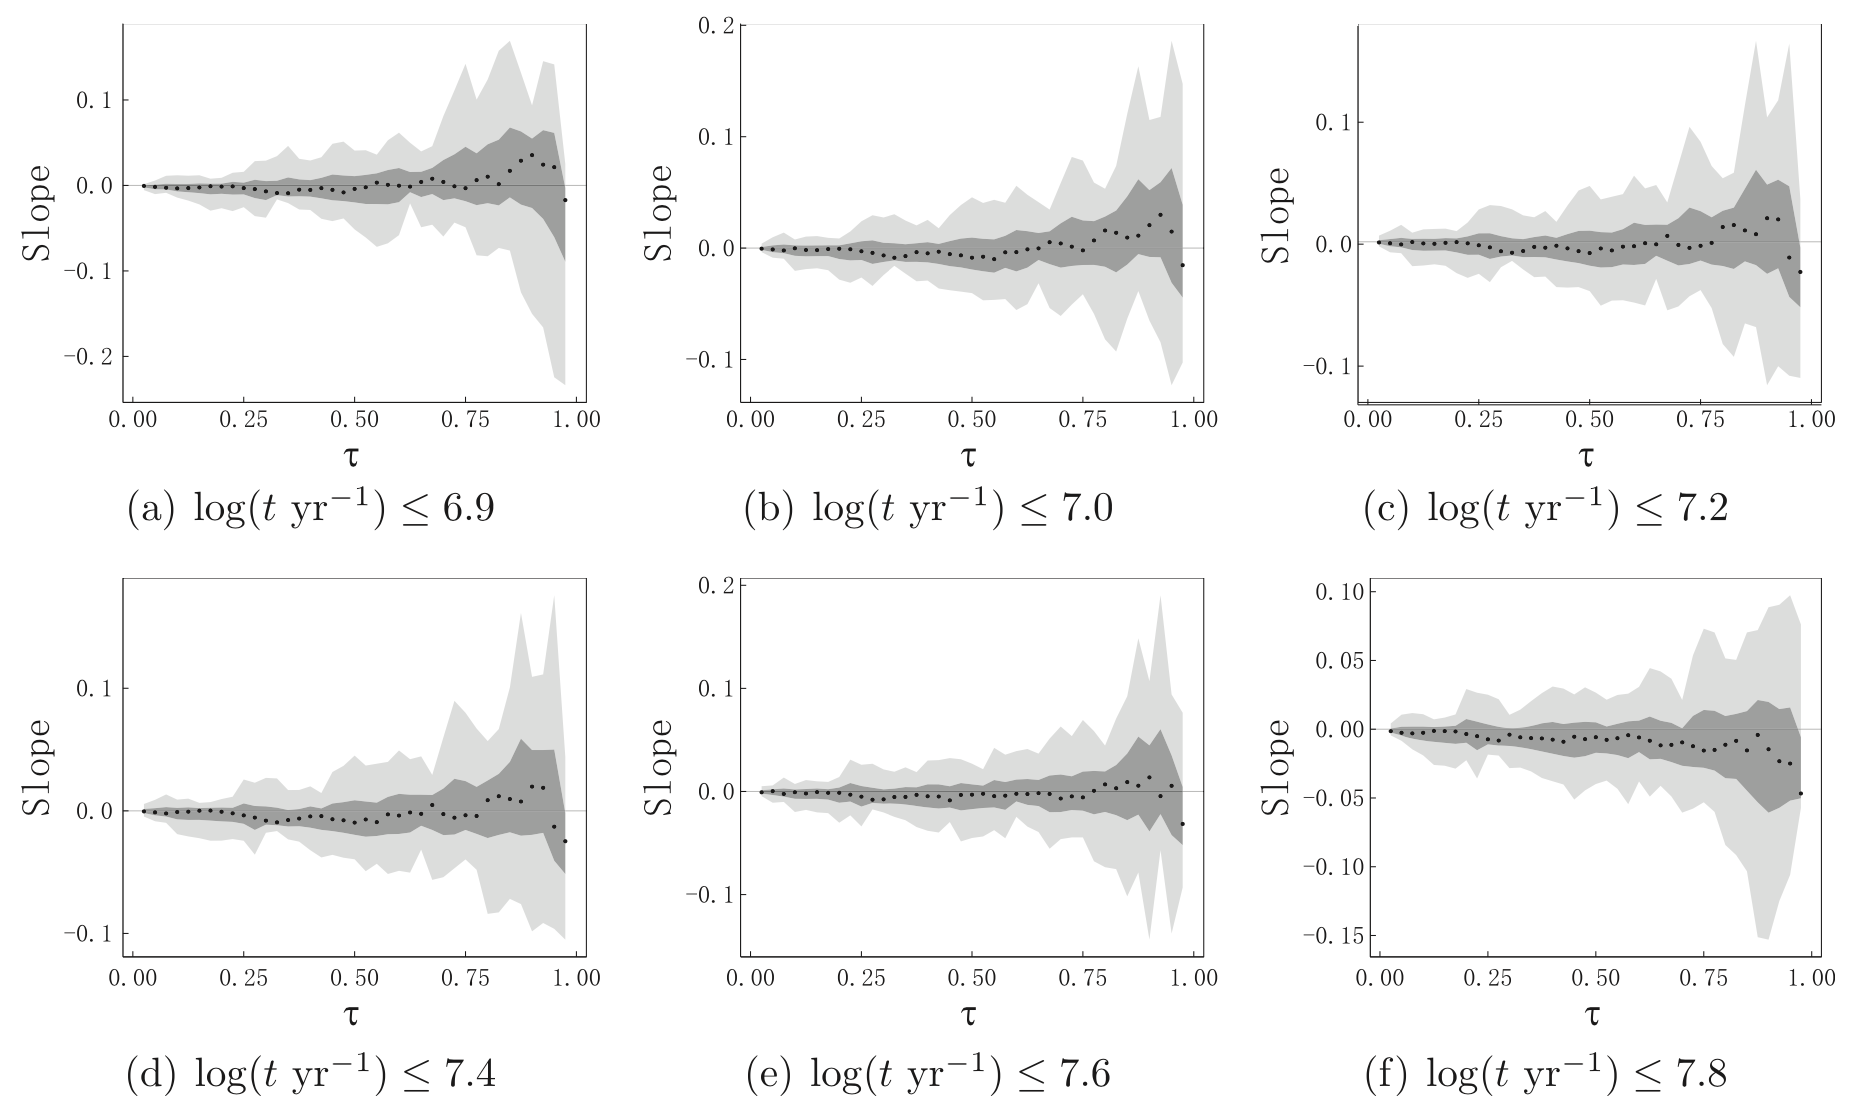 Slope
0.1
0.0
−0.1
−0.2
0.00 0.25 0.50 0.75 1.00
τ
(a) log(t yr⁻¹) ≤ 6.9
Slope
0.2
0.1
0.0
−0.1
0.00 0.25 0.50 0.75 1.00
τ
(b) log(t yr⁻¹) ≤ 7.0
Slope
0.1
0.0
−0.1
0.00 0.25 0.50 0.75 1.00
τ
(c) log(t yr⁻¹) ≤ 7.2
Slope
0.1
0.0
−0.1
0.00 0.25 0.50 0.75 1.00
τ
(d) log(t yr⁻¹) ≤ 7.4
Slope
0.2
0.1
0.0
−0.1
0.00 0.25 0.50 0.75 1.00
τ
(e) log(t yr⁻¹) ≤ 7.6
Slope
0.10
0.05
0.00
−0.05
−0.10
−0.15
0.00 0.25 0.50 0.75 1.00
τ
(f) log(t yr⁻¹) ≤ 7.8